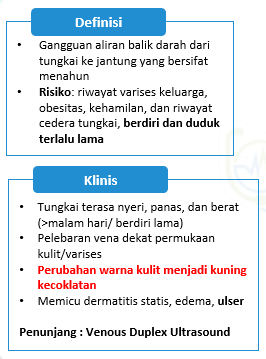 Definisi
• Gangguan aliran balik darah dari
tungkai ke jantung yang bersifat
menahun
• Risiko: riwayat varises keluarga,
obesitas, kehamilan, dan riwayat
cedera tungkai, berdiri dan duduk
terlalu lama
Klinis
• Tungkai terasa nyeri, panas, dan berat
(>malam hari/ berdiri lama)
• Pelebaran vena dekat permukaan
kulit/varises
• Perubahan warna kulit menjadi kuning
kecoklatan
• Memicu dermatitis statis, edema, ulser
Penunjang : Venous Duplex Ultrasound